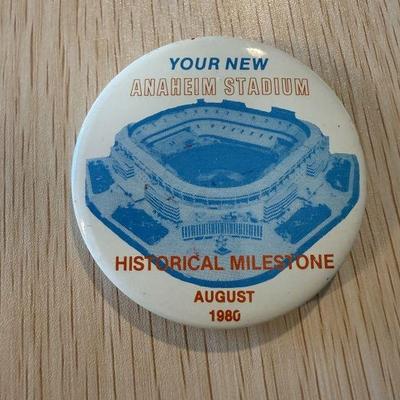 YOUR NEW
ANAHEIM STADIUM
HISTORICAL MILESTONE
AUGUST
1980